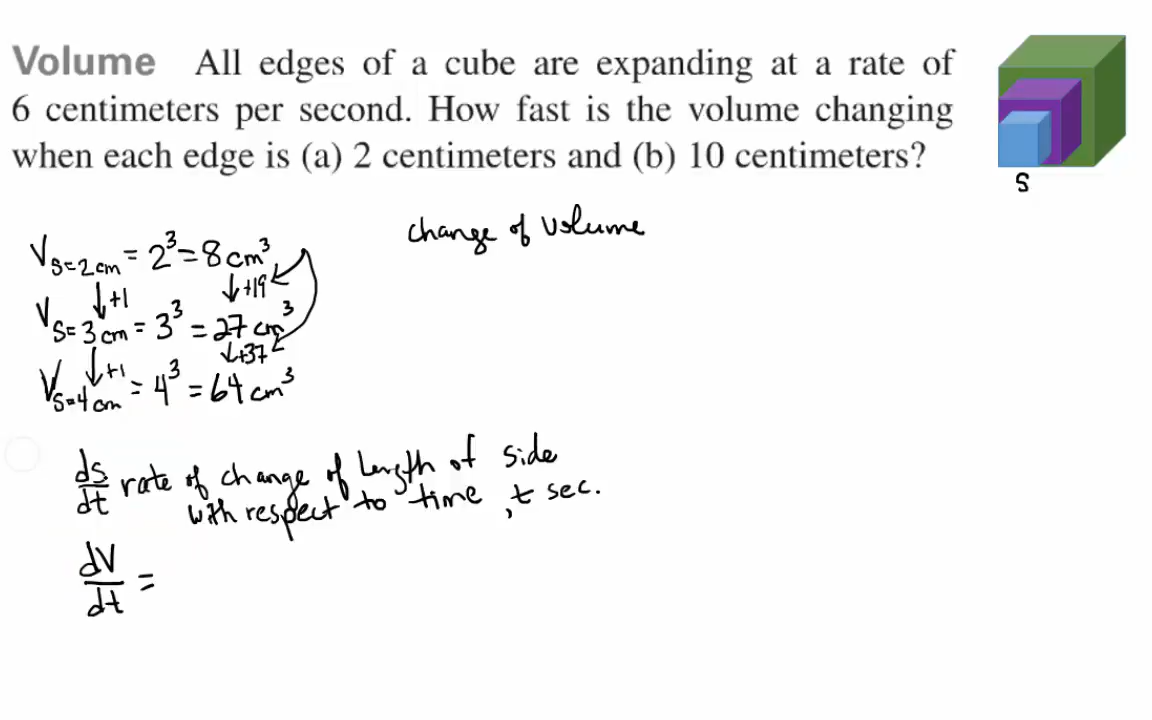 Volume All edges of a cube are expanding at a rate of
6 centimeters per second. How fast is the volume changing
when each edge is (a) 2 centimeters and (b) 10 centimeters?
S
change of volume
V_{S=2cm} = 2³ = 8 cm³
↓+1 ↓+19
V_{S=3cm} = 3³ = 27 cm³
↓+1 ↓+37
V_{S=4cm} = 4³ = 64 cm³
ds/dt rate of change of length of side
with respect to time, t sec.
dV/dt =